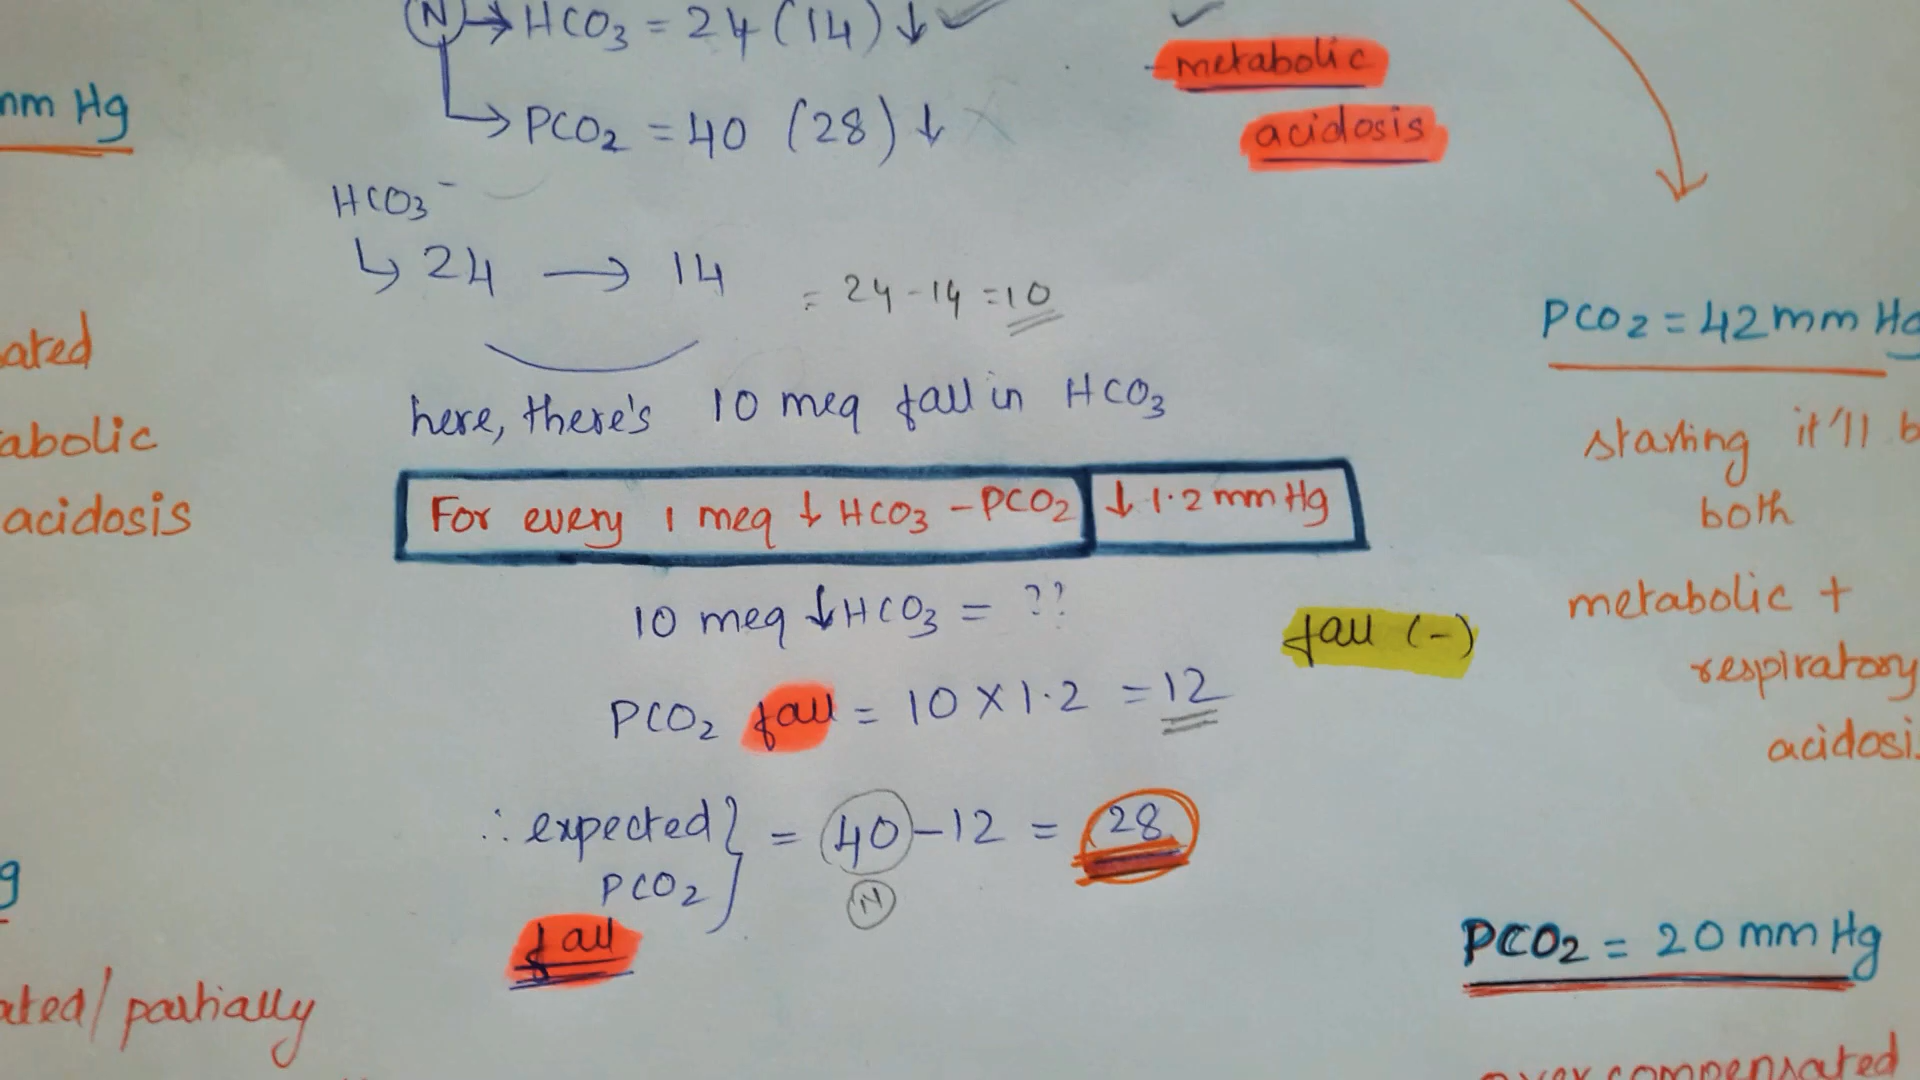 N → HCO3 = 24 (14) ↓ ✓
✓
→ PCO2 = 40 (28) ↓
- metabolic
acidosis
mm Hg
HCO3⁻
↳ 24 → 14 = 24-14 = 10
here, there's 10 meq fall in HCO3
For every 1 meq ↓ HCO3 - PCO2 ↓ 1.2 mm Hg
10 meq ↓ HCO3 = ??
fall (-)
PCO2 fall = 10 X 1.2 = 12
∴ expected } = 40 - 12 = 28
PCO2
N
fall
acidosis
partially
PCO2 = 42 mm Hg
starting it'll b
both
metabolic +
respiratory
acidosi
PCO2 = 20 mm Hg
over compensated